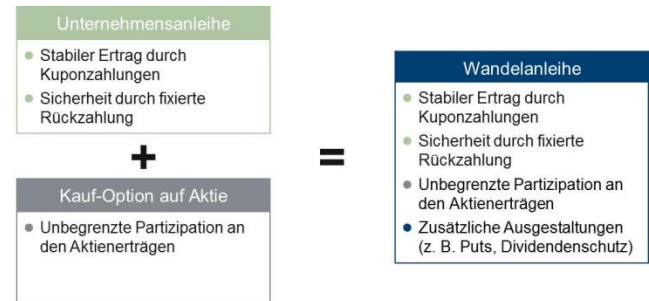 Unternehmensanleihe
Stabiler Ertrag durch
Kuponzahlungen
Sicherheit durch fixierte
Rückzahlung
+
Kauf-Option auf Aktie
Unbegrenzte Partizipation an
den Aktienerträgen
=
Wandelanleihe
Stabiler Ertrag durch
Kuponzahlungen
Sicherheit durch fixierte
Rückzahlung
Unbegrenzte Partizipation an
den Aktienerträgen
Zusätzliche Ausgestaltungen
(z. B. Puts, Dividendenschutz)